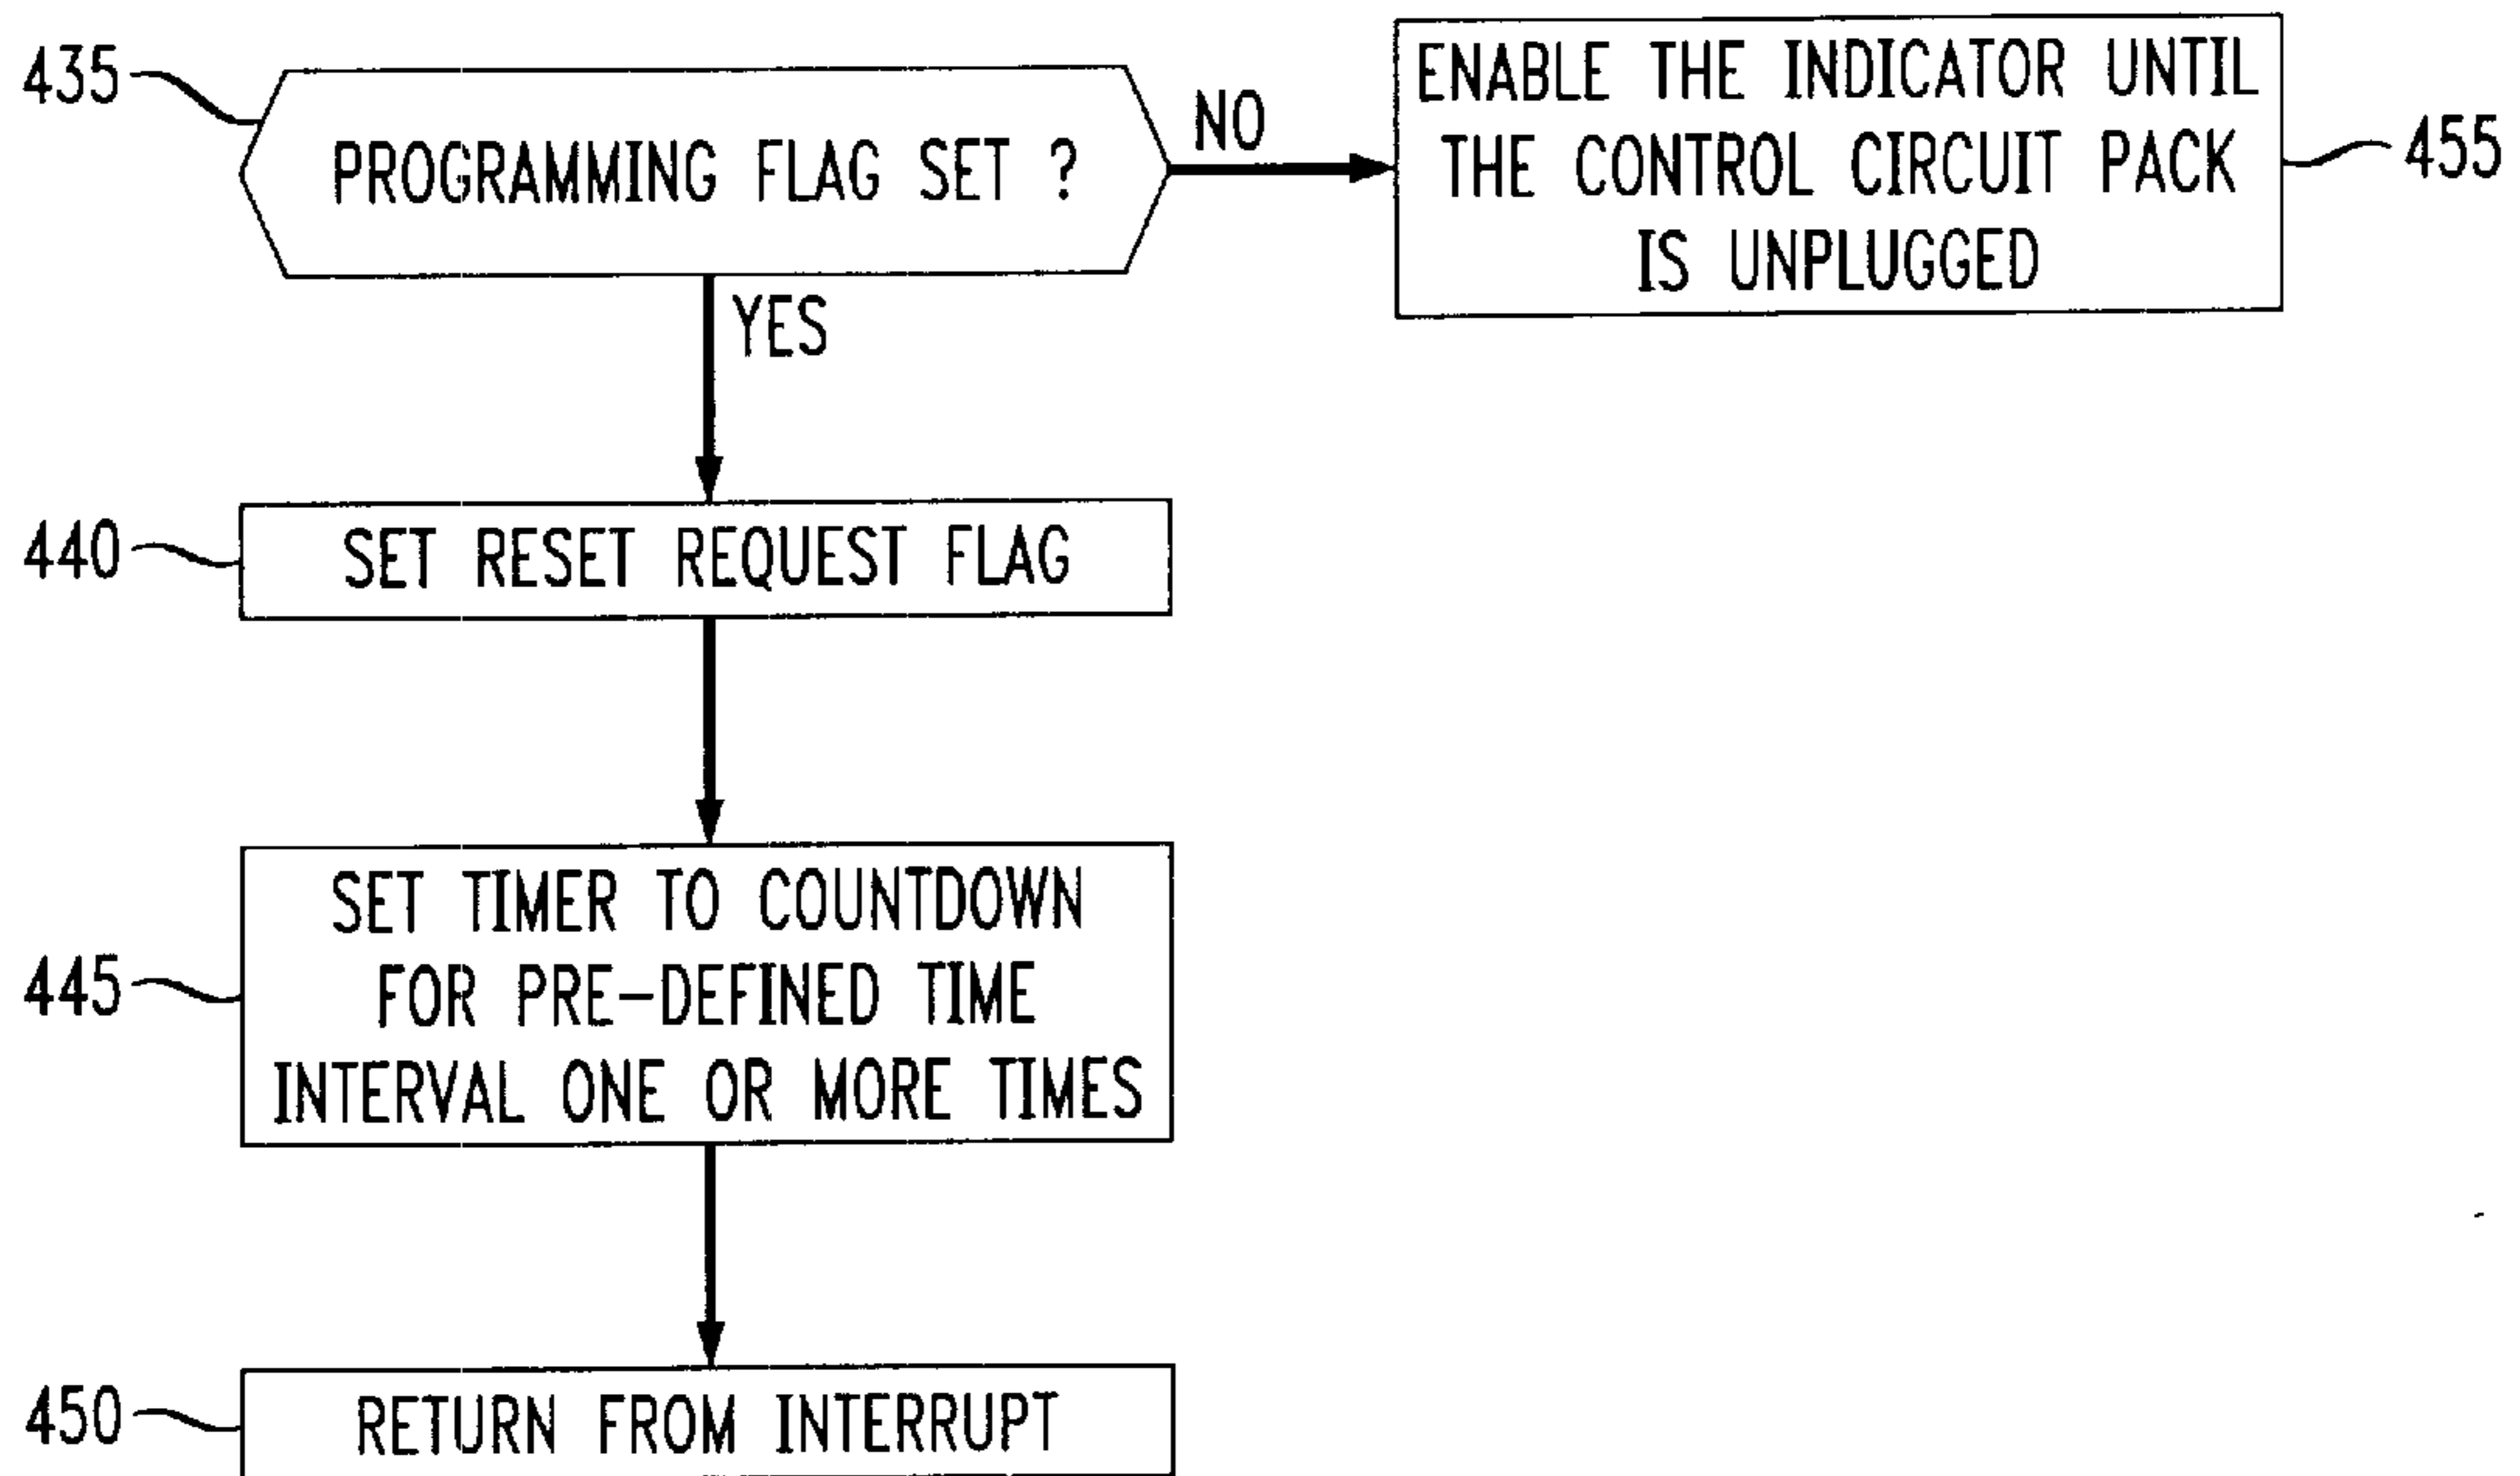 435
PROGRAMMING FLAG SET ?
NO
ENABLE THE INDICATOR UNTIL
THE CONTROL CIRCUIT PACK
IS UNPLUGGED
455
YES
440
SET RESET REQUEST FLAG
445
SET TIMER TO COUNTDOWN
FOR PRE-DEFINED TIME
INTERVAL ONE OR MORE TIMES
450
RETURN FROM INTERRUPT